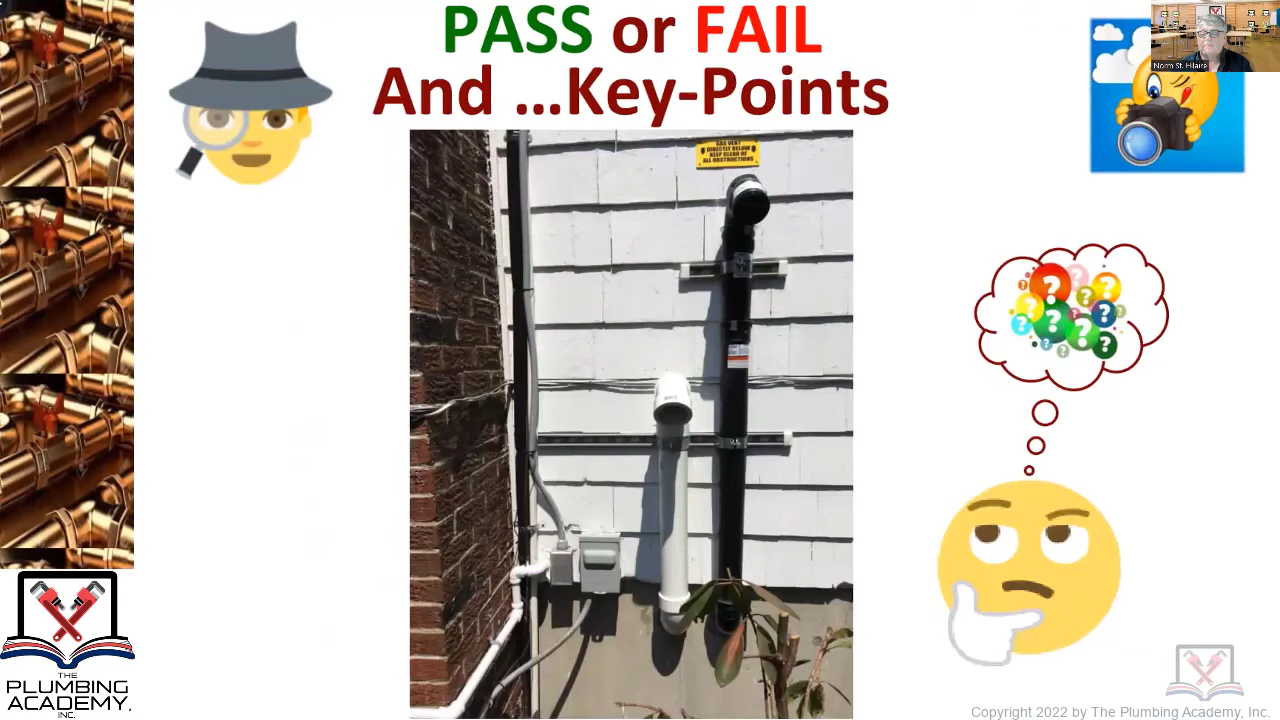 PASS or FAIL
And ...Key-Points
Norm St. Hilaire
GAS VENT
DIRECTLY BELOW
KEEP CLEAR OF
ALL OBSTRUCTIONS
THE
PLUMBING
ACADEMY,
INC.
Copyright 2022 by The Plumbing Academy, Inc.